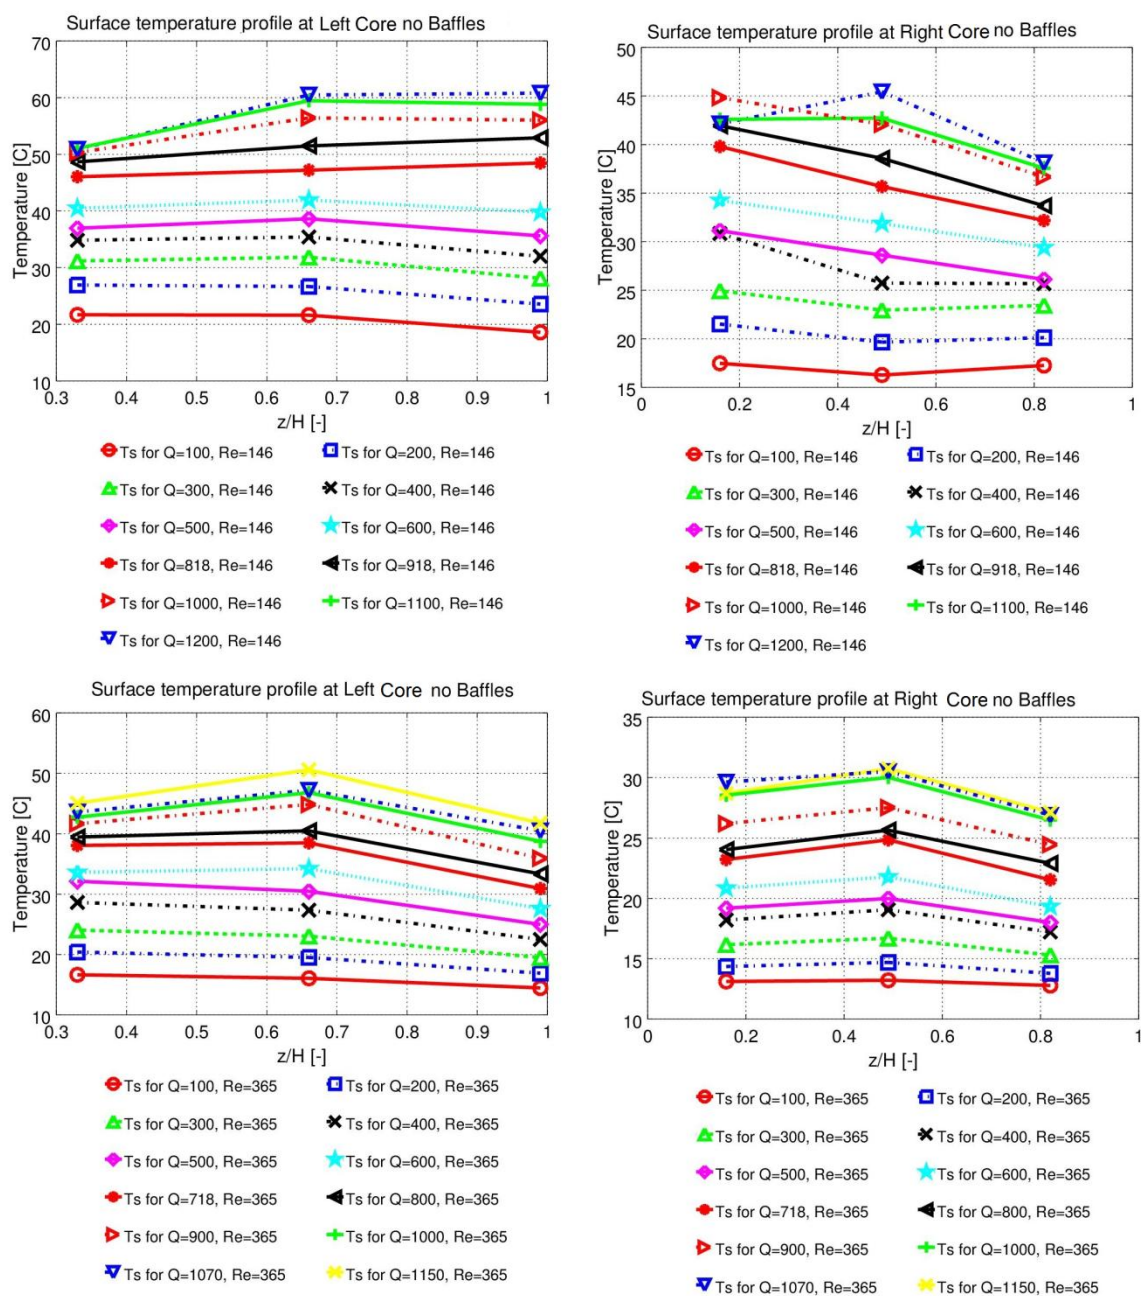 Surface temperature profile at Left Core no Baffles
70
60
50
40
30
20
10
Temperature [C]
0.3 0.4 0.5 0.6 0.7 0.8 0.9 1
z/H [-]
Ts for Q=100, Re=146 Ts for Q=200, Re=146
Ts for Q=300, Re=146 Ts for Q=400, Re=146
Ts for Q=500, Re=146 Ts for Q=600, Re=146
Ts for Q=818, Re=146 Ts for Q=918, Re=146
Ts for Q=1000, Re=146 Ts for Q=1100, Re=146
Ts for Q=1200, Re=146
Surface temperature profile at Right Core no Baffles
50
45
40
35
30
25
20
15
Temperature [C]
0 0.2 0.4 0.6 0.8 1
z/H [-]
Ts for Q=100, Re=146 Ts for Q=200, Re=146
Ts for Q=300, Re=146 Ts for Q=400, Re=146
Ts for Q=500, Re=146 Ts for Q=600, Re=146
Ts for Q=818, Re=146 Ts for Q=918, Re=146
Ts for Q=1000, Re=146 Ts for Q=1100, Re=146
Ts for Q=1200, Re=146
Surface temperature profile at Left Core no Baffles
60
50
40
30
20
10
Temperature [C]
0.3 0.4 0.5 0.6 0.7 0.8 0.9 1
z/H [-]
Ts for Q=100, Re=365 Ts for Q=200, Re=365
Ts for Q=300, Re=365 Ts for Q=400, Re=365
Ts for Q=500, Re=365 Ts for Q=600, Re=365
Ts for Q=718, Re=365 Ts for Q=800, Re=365
Ts for Q=900, Re=365 Ts for Q=1000, Re=365
Ts for Q=1070, Re=365 Ts for Q=1150, Re=365
Surface temperature profile at Right Core no Baffles
35
30
25
20
15
10
Temperature [C]
0 0.2 0.4 0.6 0.8 1
z/H [-]
Ts for Q=100, Re=365 Ts for Q=200, Re=365
Ts for Q=300, Re=365 Ts for Q=400, Re=365
Ts for Q=500, Re=365 Ts for Q=600, Re=365
Ts for Q=718, Re=365 Ts for Q=800, Re=365
Ts for Q=900, Re=365 Ts for Q=1000, Re=365
Ts for Q=1070, Re=365 Ts for Q=1150, Re=365